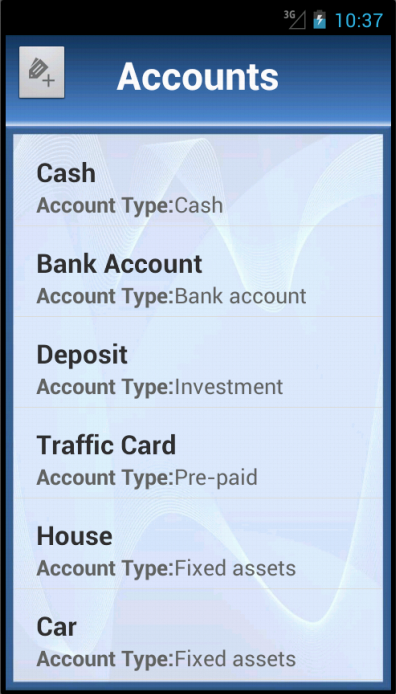 3G 10:37
Accounts
Cash
Account Type:Cash
Bank Account
Account Type:Bank account
Deposit
Account Type:Investment
Traffic Card
Account Type:Pre-paid
House
Account Type:Fixed assets
Car
Account Type:Fixed assets